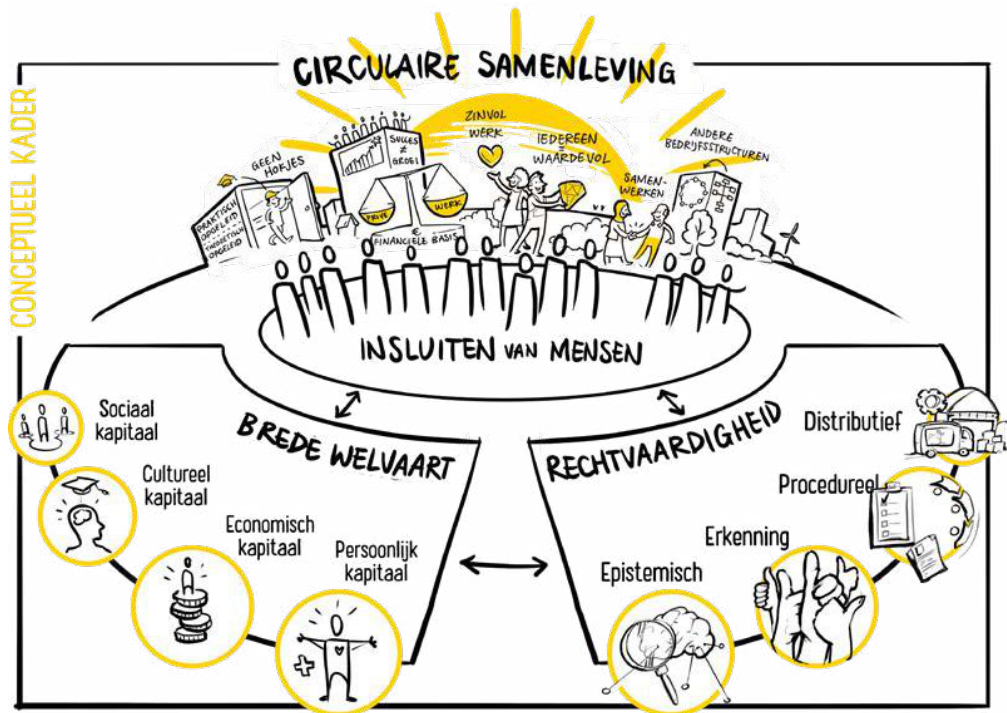 CONCEPTUEEL KADER
CIRCULAIRE SAMENLEVING
GEEN
HOKJES
PRAKTISCH
OPGELEID
THEORETISCH
OPGELEID
SUCCES
≠
GROEI
PRIVE
WERK
€
FINANCIELE BASIS
ZINVOL
WERK
IEDEREEN
=
WAARDEVOL
SAMEN-
WERKEN
ANDERE
BEDRIJFSSTRUCTUREN
INSLUITEN VAN MENSEN
BREDE WELVAART
Sociaal
kapitaal
Cultureel
kapitaal
Economisch
kapitaal
Persoonlijk
kapitaal
RECHTVAARDIGHEID
Distributief
Procedureel
Erkenning
Epistemisch